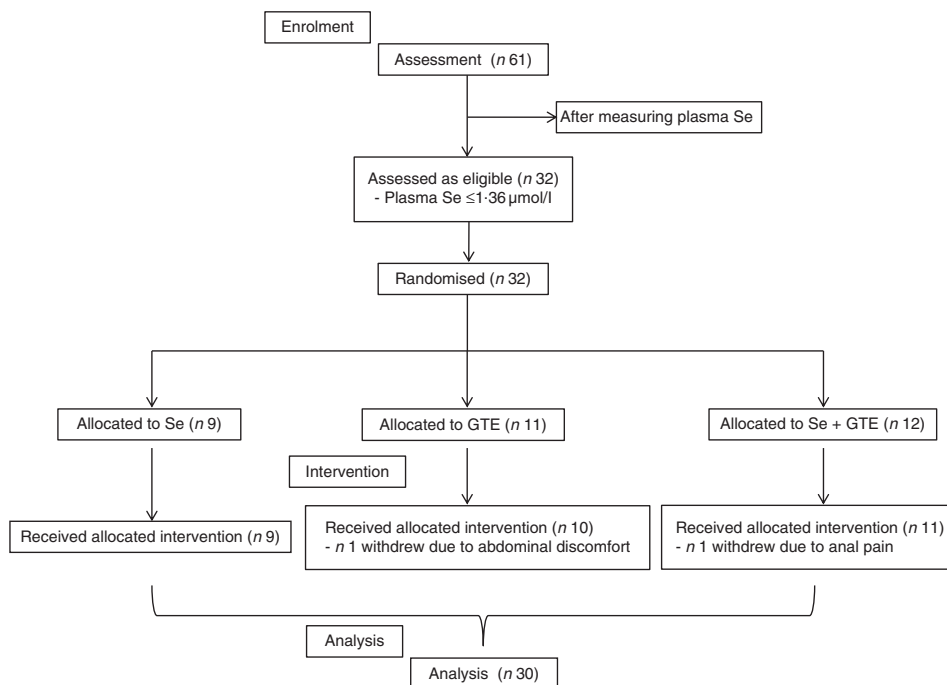 Enrolment
Assessment (n 61)
After measuring plasma Se
Assessed as eligible (n 32)
- Plasma Se ≤1·36 μmol/l
Randomised (n 32)
Allocated to Se (n 9)
Allocated to GTE (n 11)
Allocated to Se + GTE (n 12)
Intervention
Received allocated intervention (n 9)
Received allocated intervention (n 10)
- n 1 withdrew due to abdominal discomfort
Received allocated intervention (n 11)
- n 1 withdrew due to anal pain
Analysis
Analysis (n 30)